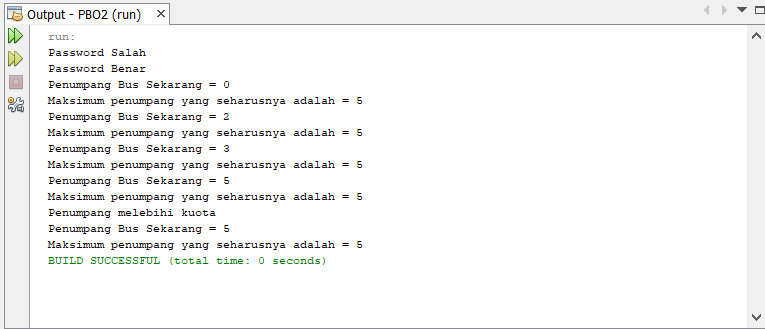 Output - PBO2 (run)
run:
Password Salah
Password Benar
Penumpang Bus Sekarang = 0
Maksimum penumpang yang seharusnya adalah = 5
Penumpang Bus Sekarang = 2
Maksimum penumpang yang seharusnya adalah = 5
Penumpang Bus Sekarang = 3
Maksimum penumpang yang seharusnya adalah = 5
Penumpang Bus Sekarang = 5
Maksimum penumpang yang seharusnya adalah = 5
Penumpang melebihi kuota
Penumpang Bus Sekarang = 5
Maksimum penumpang yang seharusnya adalah = 5
BUILD SUCCESSFUL (total time: 0 seconds)